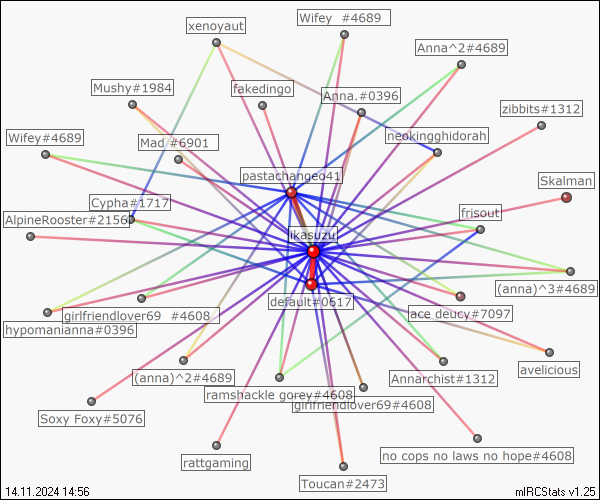 Wifey  #4689
xenoyaut
Anna^2#4689
Mushy#1984
fakedingo
Anna.#0396
zibbits#1312
Wifey#4689
Mad  #6901
neokingghidorah
pastachangeo41
Skalman
Cypha#1717
AlpineRooster#2156
frisout
ikasuzu
(anna)^3#4689
default#0617
girlfriendlover69  #4608
ace decry#7097
hypomanianna#0396
avelicious
(anna)^2#4689
Annarchist#1312
ramshackle gorey#4608
girlfriendlover69#4608
Soxy Foxy#5076
rattgaming
no cops no laws no hope#4608
Toucan#2473
14.11.2024 14:56
mIRCStats v1.25